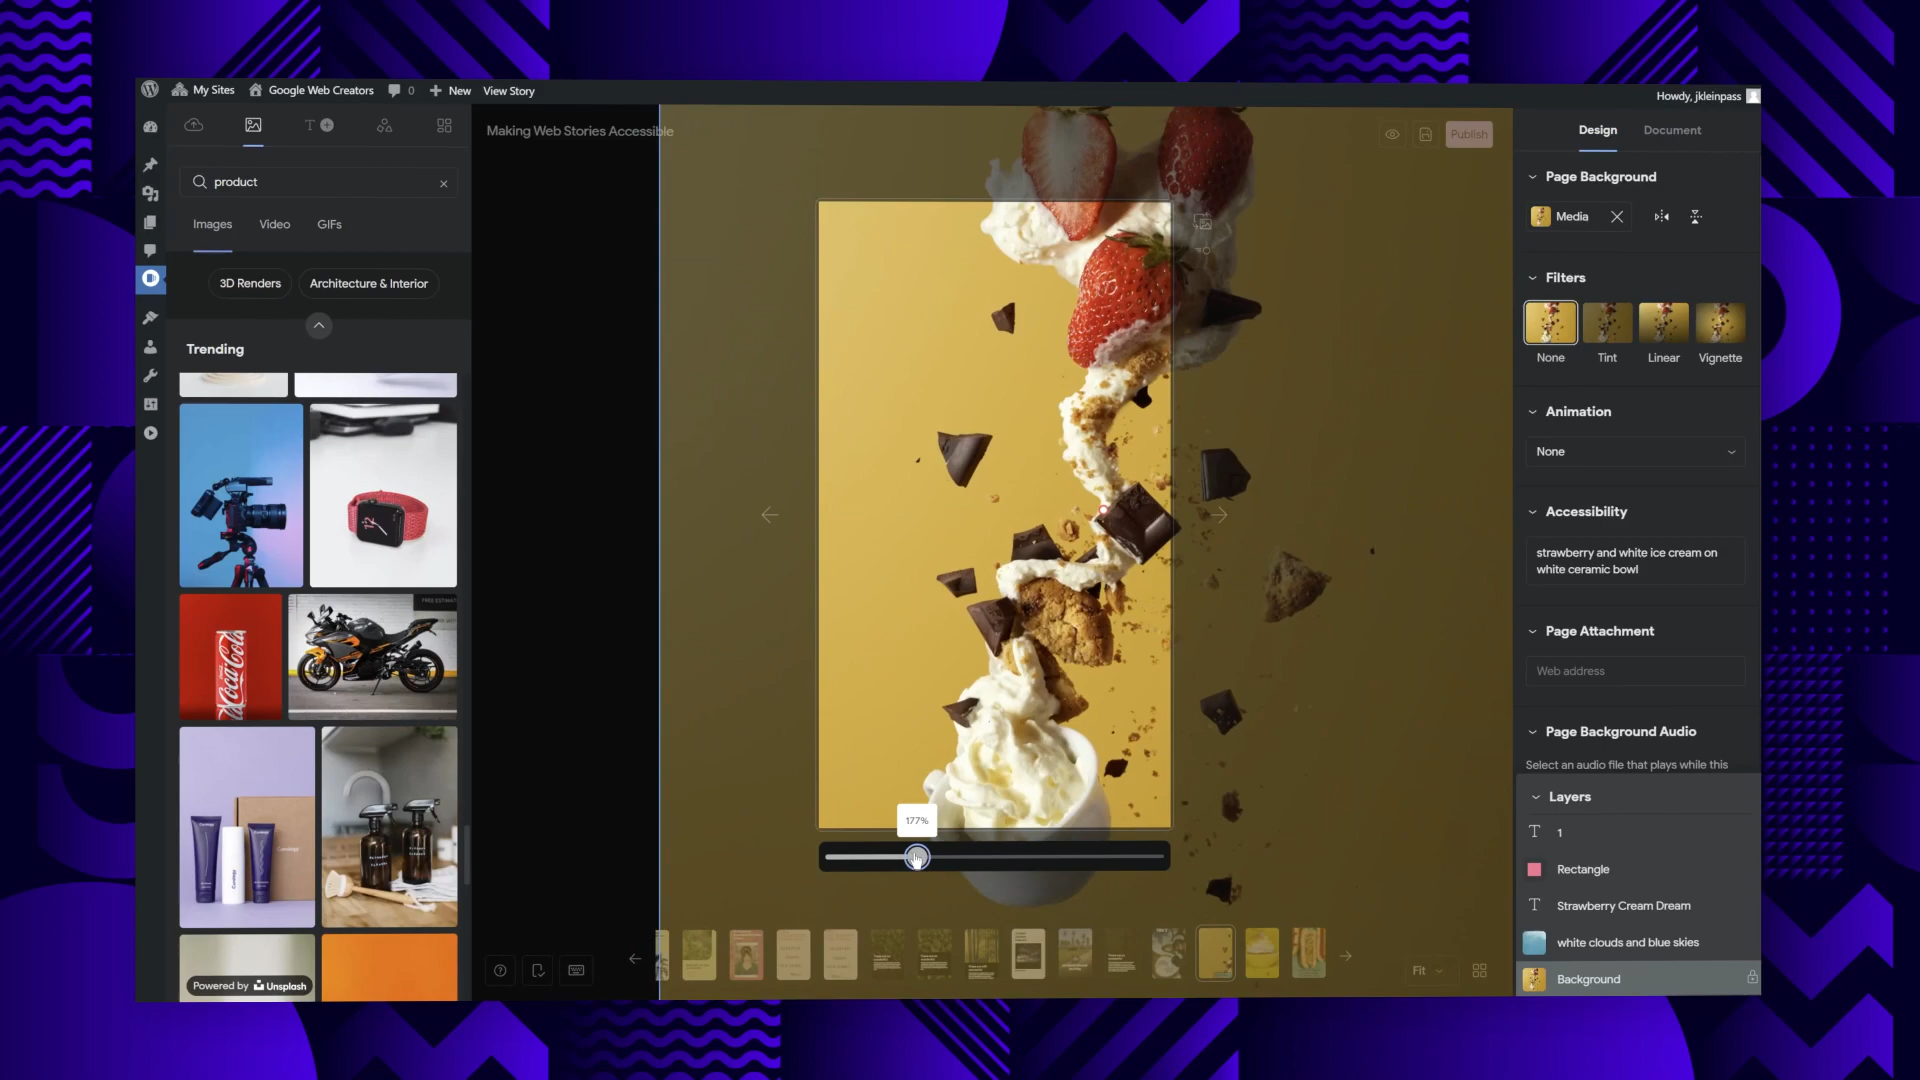 My Sites
Google Web Creators
0
New
View Story
Howdy, jkleinpass
T
Making Web Stories Accessible
Publish
Design
Document
product
Images
Video
GIFs
3D Renders
Architecture & Interior
Trending
FREE ESTIMAT
Coca-Cola
Powered by Unsplash
177%
Fit
Page Background
Media
Filters
None
Tint
Linear
Vignette
Animation
None
Accessibility
strawberry and white ice cream on
white ceramic bowl
Page Attachment
Web address
Page Background Audio
Select an audio file that plays while this
Layers
T 1
Rectangle
T Strawberry Cream Dream
white clouds and blue skies
Background